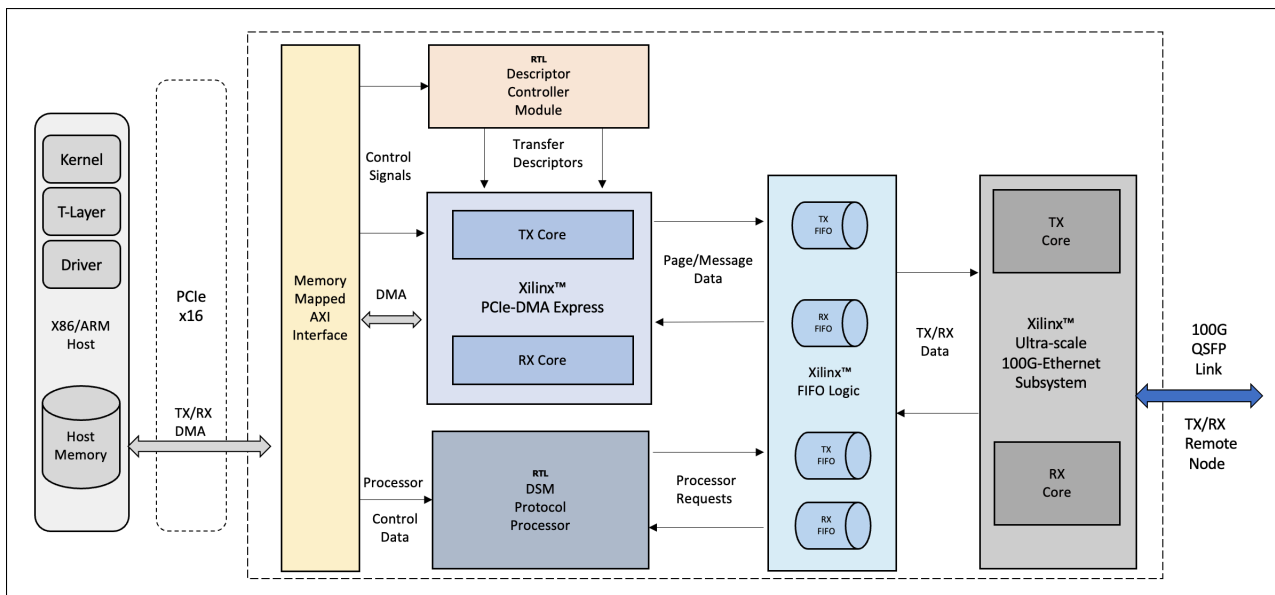 Kernel
T-Layer
Driver
X86/ARM
Host
Host
Memory
PCIe
x16
TX/RX
DMA
Memory
Mapped
AXI
Interface
Control
Signals
DMA
Processor
Control
Data
RTL
Descriptor
Controller
Module
Transfer
Descriptors
TX Core
Xilinx™
PCIe-DMA Express
RX Core
RTL
DSM
Protocol
Processor
Page/Message
Data
Processor
Requests
TX
FIFO
RX
FIFO
Xilinx™
FIFO Logic
TX
FIFO
RX
FIFO
TX/RX
Data
TX
Core
Xilinx™
Ultra-scale
100G-Ethernet
Subsystem
RX
Core
100G
QSFP
Link
TX/RX
Remote
Node